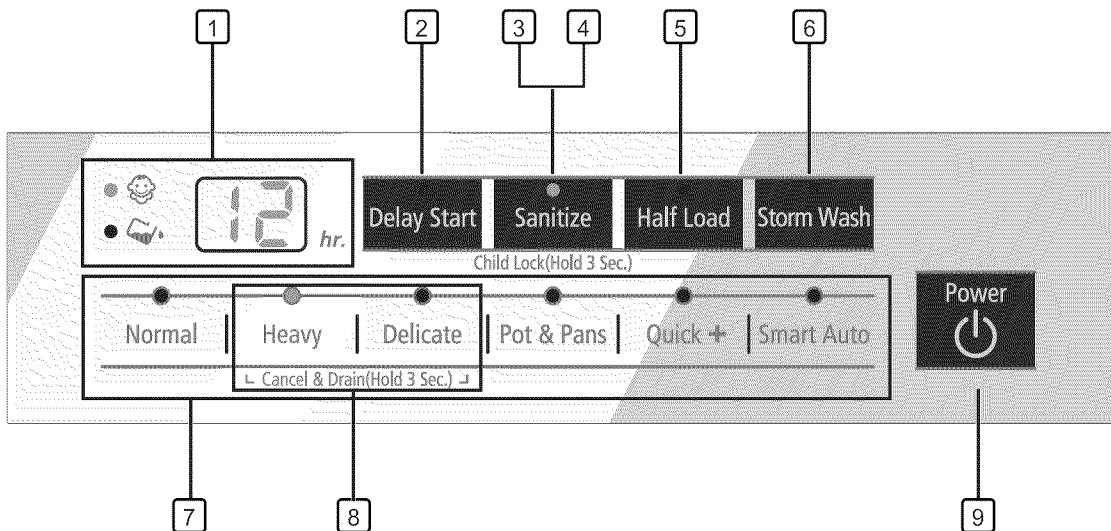 1 2 3 4 5 6
12 hr.
Delay Start Sanitize Half Load Storm Wash
Child Lock(Hold 3 Sec.)
Power
Normal Heavy Delicate Pot & Pans Quick + Smart Auto
Cancel & Drain(Hold 3 Sec.)
7 8 9